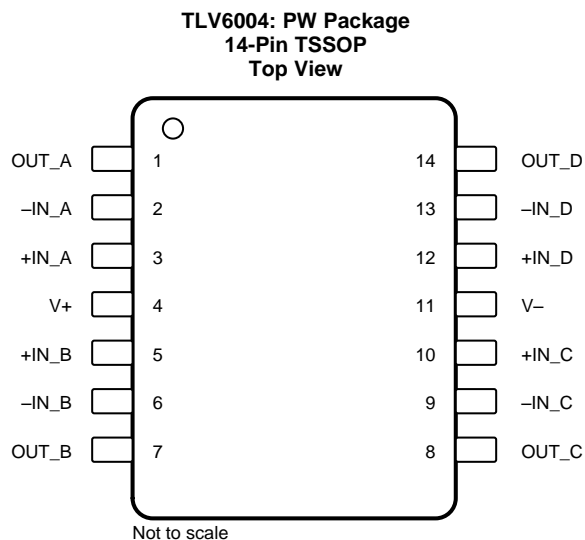 TLV6004: PW Package
14-Pin TSSOP
Top View
OUT_A 1 14 OUT_D
–IN_A 2 13 –IN_D
+IN_A 3 12 +IN_D
V+ 4 11 V–
+IN_B 5 10 +IN_C
–IN_B 6 9 –IN_C
OUT_B 7 8 OUT_C
Not to scale